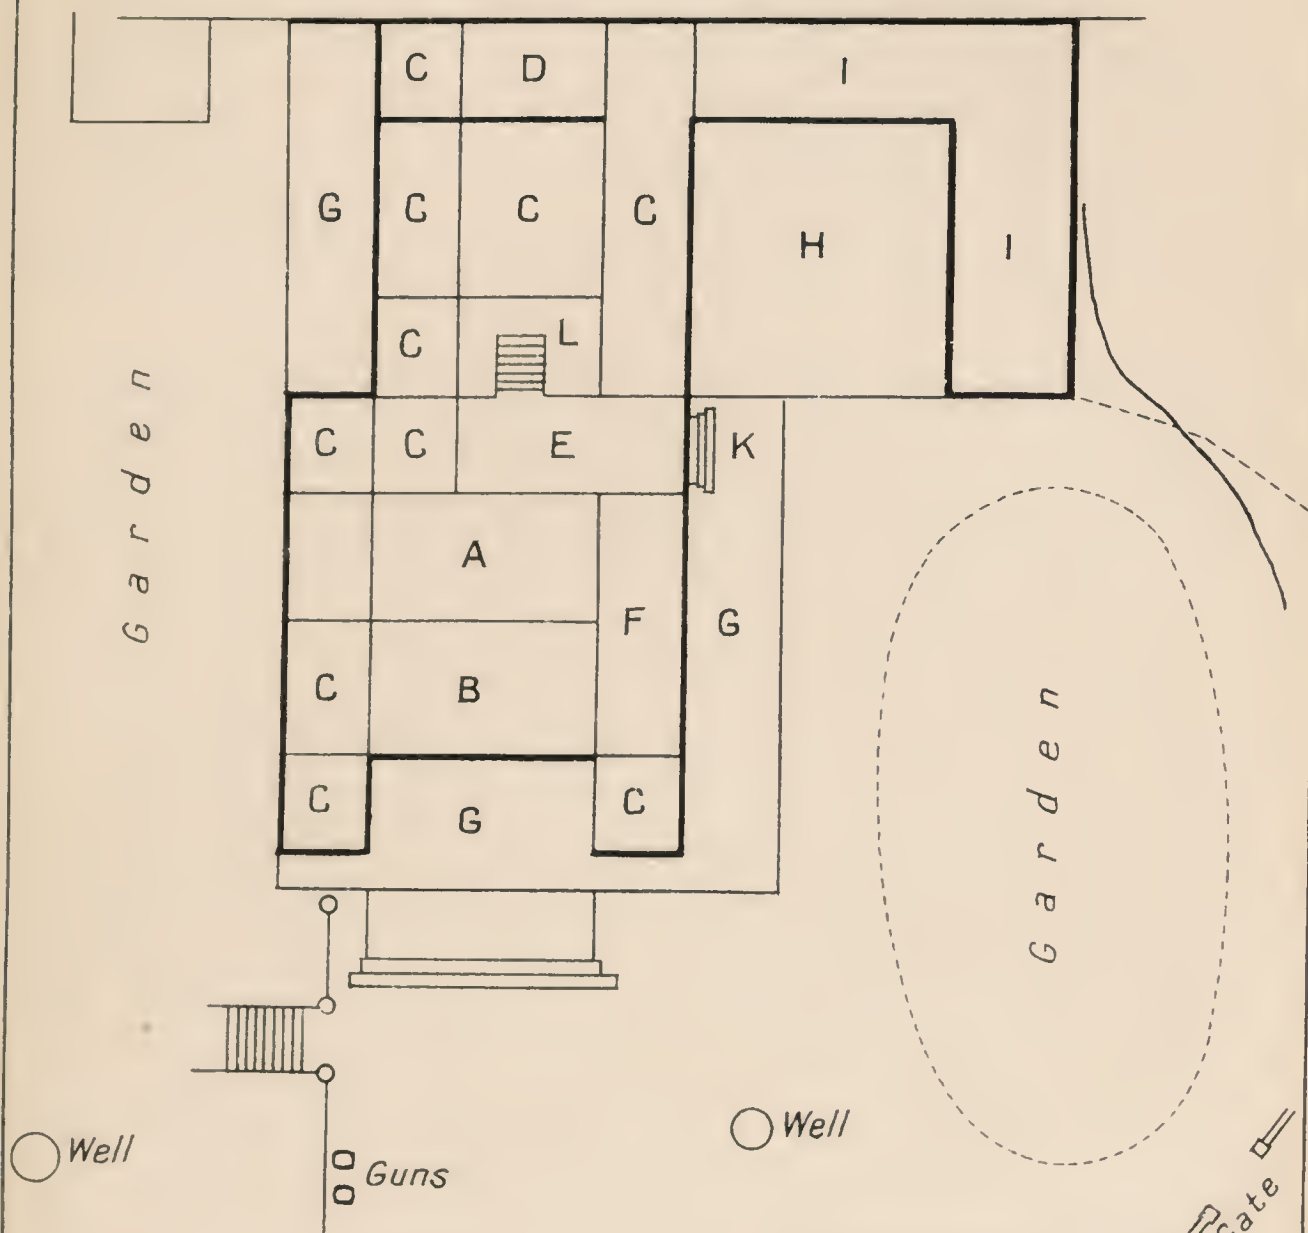 C D I
G C C C H I
C L
C C E K
A
F G
C B
C G C
Garden
Garden
Well
Well
Guns
Gate